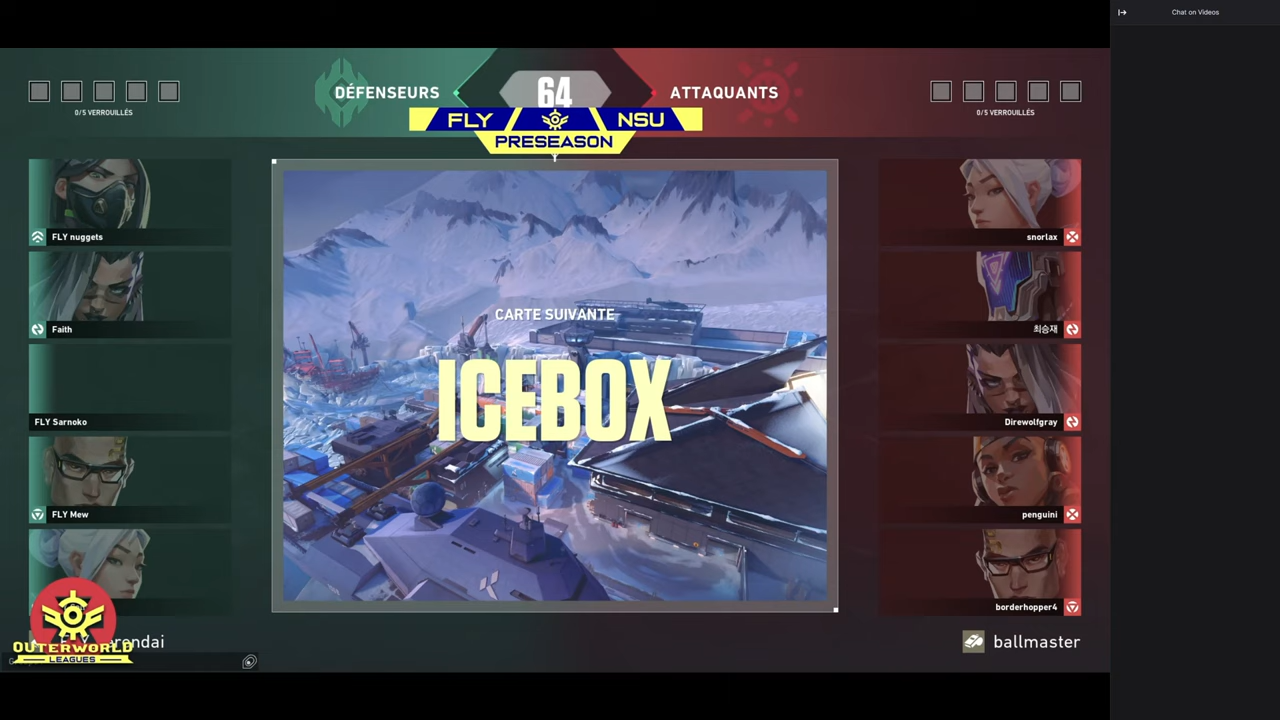 Chat on Videos
DÉFENSEURS
64
ATTAQUANTS
0/5 VERROUILLÉS
0/5 VERROUILLÉS
FLY
NSU
PRESEASON
FLY nuggets
Faith
FLY Sarnoko
FLY Mew
CARTE SUIVANTE
ICEBOX
snorlax
최승재
Direwolfgray
penguini
borderhopper4
OUTERWORLD
LEAGUES
ballmaster